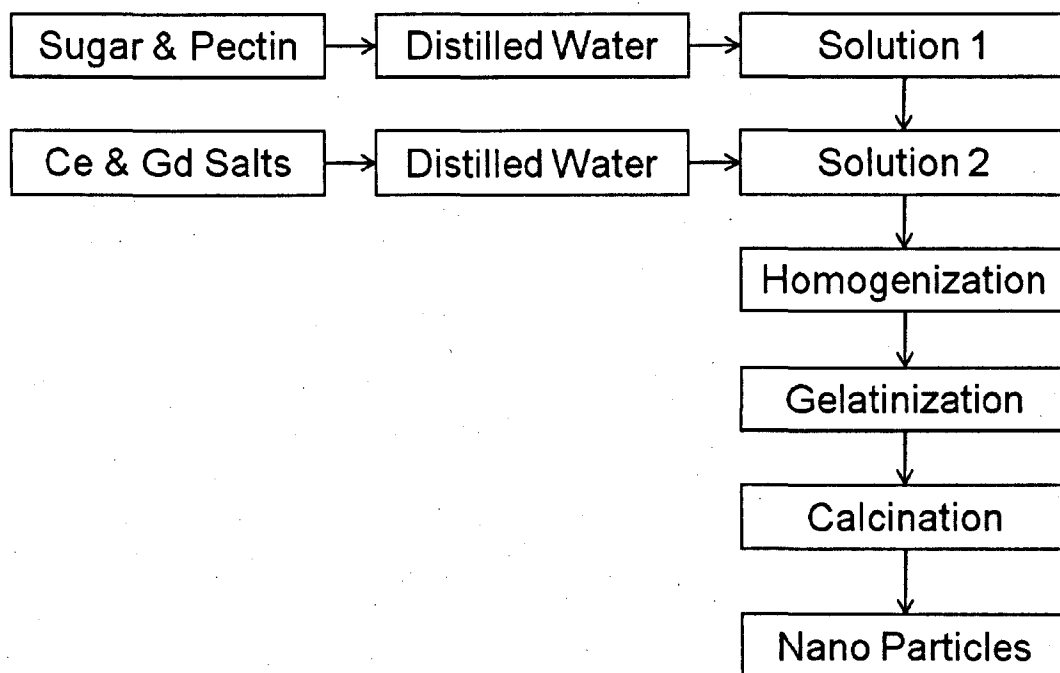 Sugar & Pectin
Distilled Water
Solution 1
Ce & Gd Salts
Distilled Water
Solution 2
Homogenization
Gelatinization
Calcination
Nano Particles